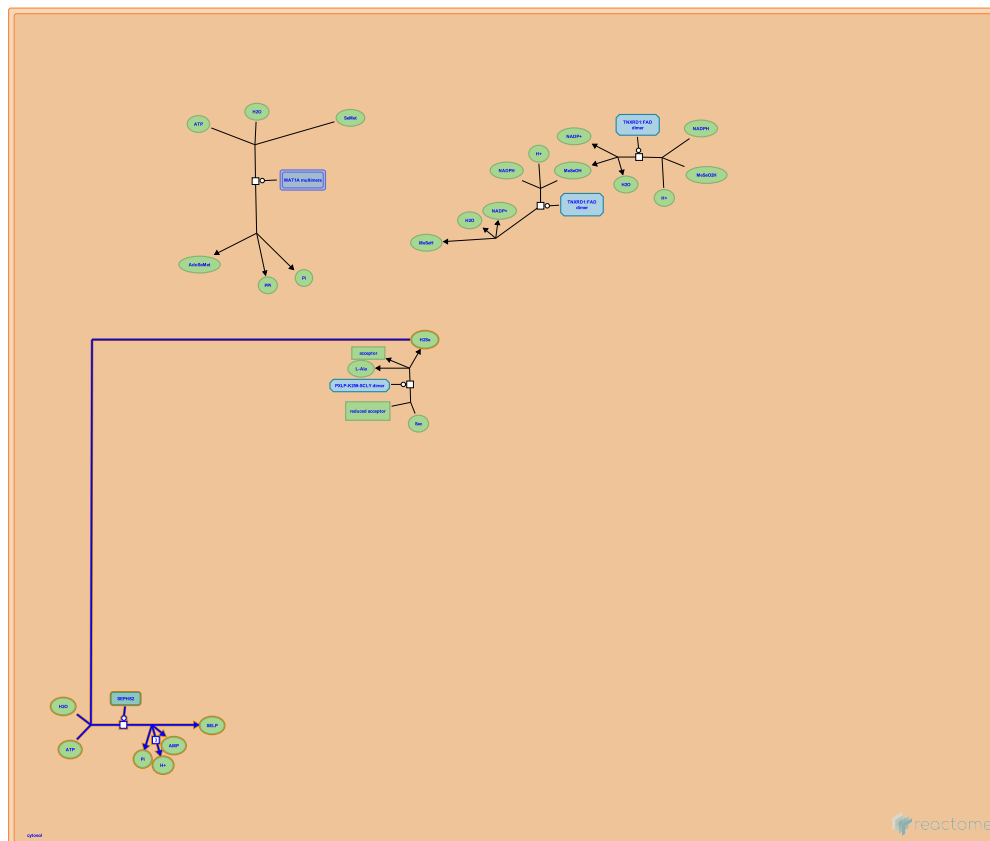 H2O
ATP
SeMet
MAT1A multimers
AdoSeMet
PPi
Pi
TNXRD1:FAD
dimer
NADP+
NADPH
H+
MeSeOH
MeSeO2H
NADPH
H2O
H+
TNXRD1:FAD
dimer
NADP+
H2O
MeSeH
H2Se
acceptor
L-Ala
PXLP-K259-SCLY dimer
reduced acceptor
Sec
SEPHS2
H2O
SELP
ATP
AMP
Pi
H+
cytosol
reactome